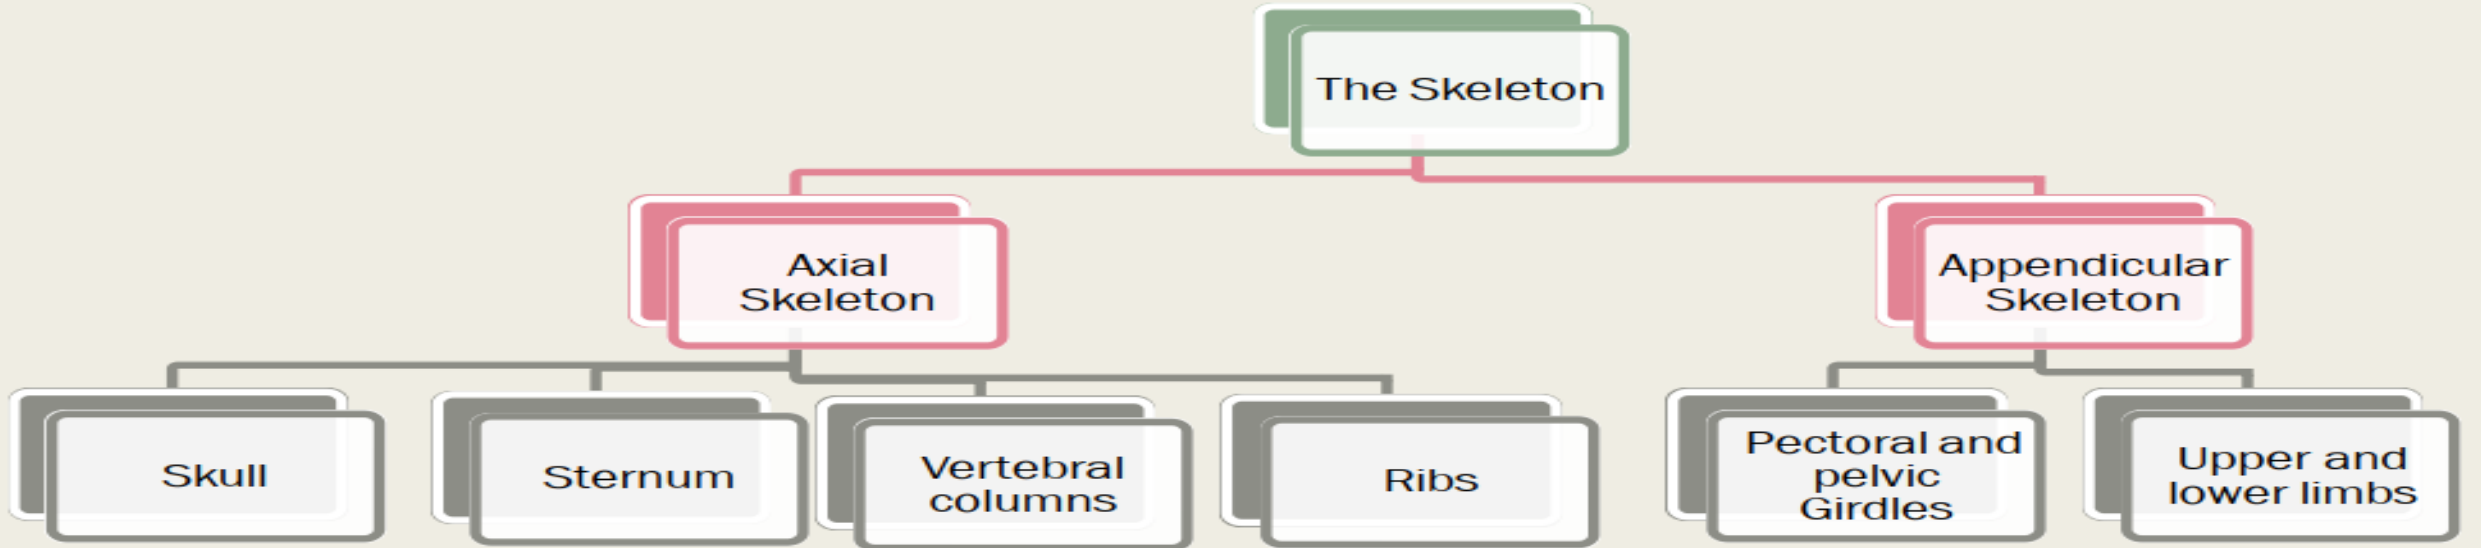 The Skeleton
Axial
Skeleton
Appendicular
Skeleton
Skull
Sternum
Vertebral
columns
Ribs
Pectoral and
pelvic
Girdles
Upper and
lower limbs